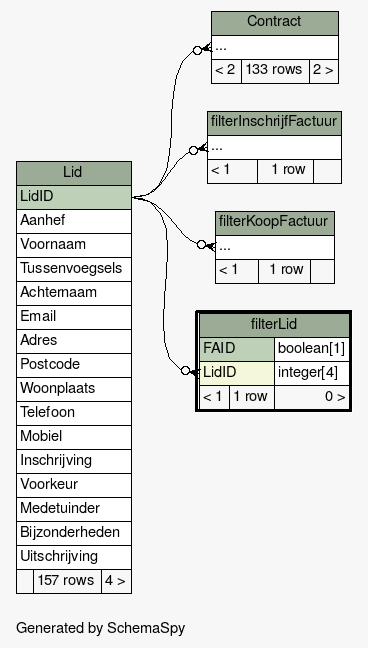 Contract
...
< 2 133 rows 2 >
filterInschrijfFactuur
...
< 1 1 row
filterKoopFactuur
...
< 1 1 row
filterLid
FAID boolean[1]
LidID integer[4]
< 1 1 row 0 >
Lid
LidID
Aanhef
Voornaam
Tussenvoegsels
Achternaam
Email
Adres
Postcode
Woonplaats
Telefoon
Mobiel
Inschrijving
Voorkeur
Medetuinder
Bijzonderheden
Uitschrijving
157 rows 4 >
Generated by SchemaSpy